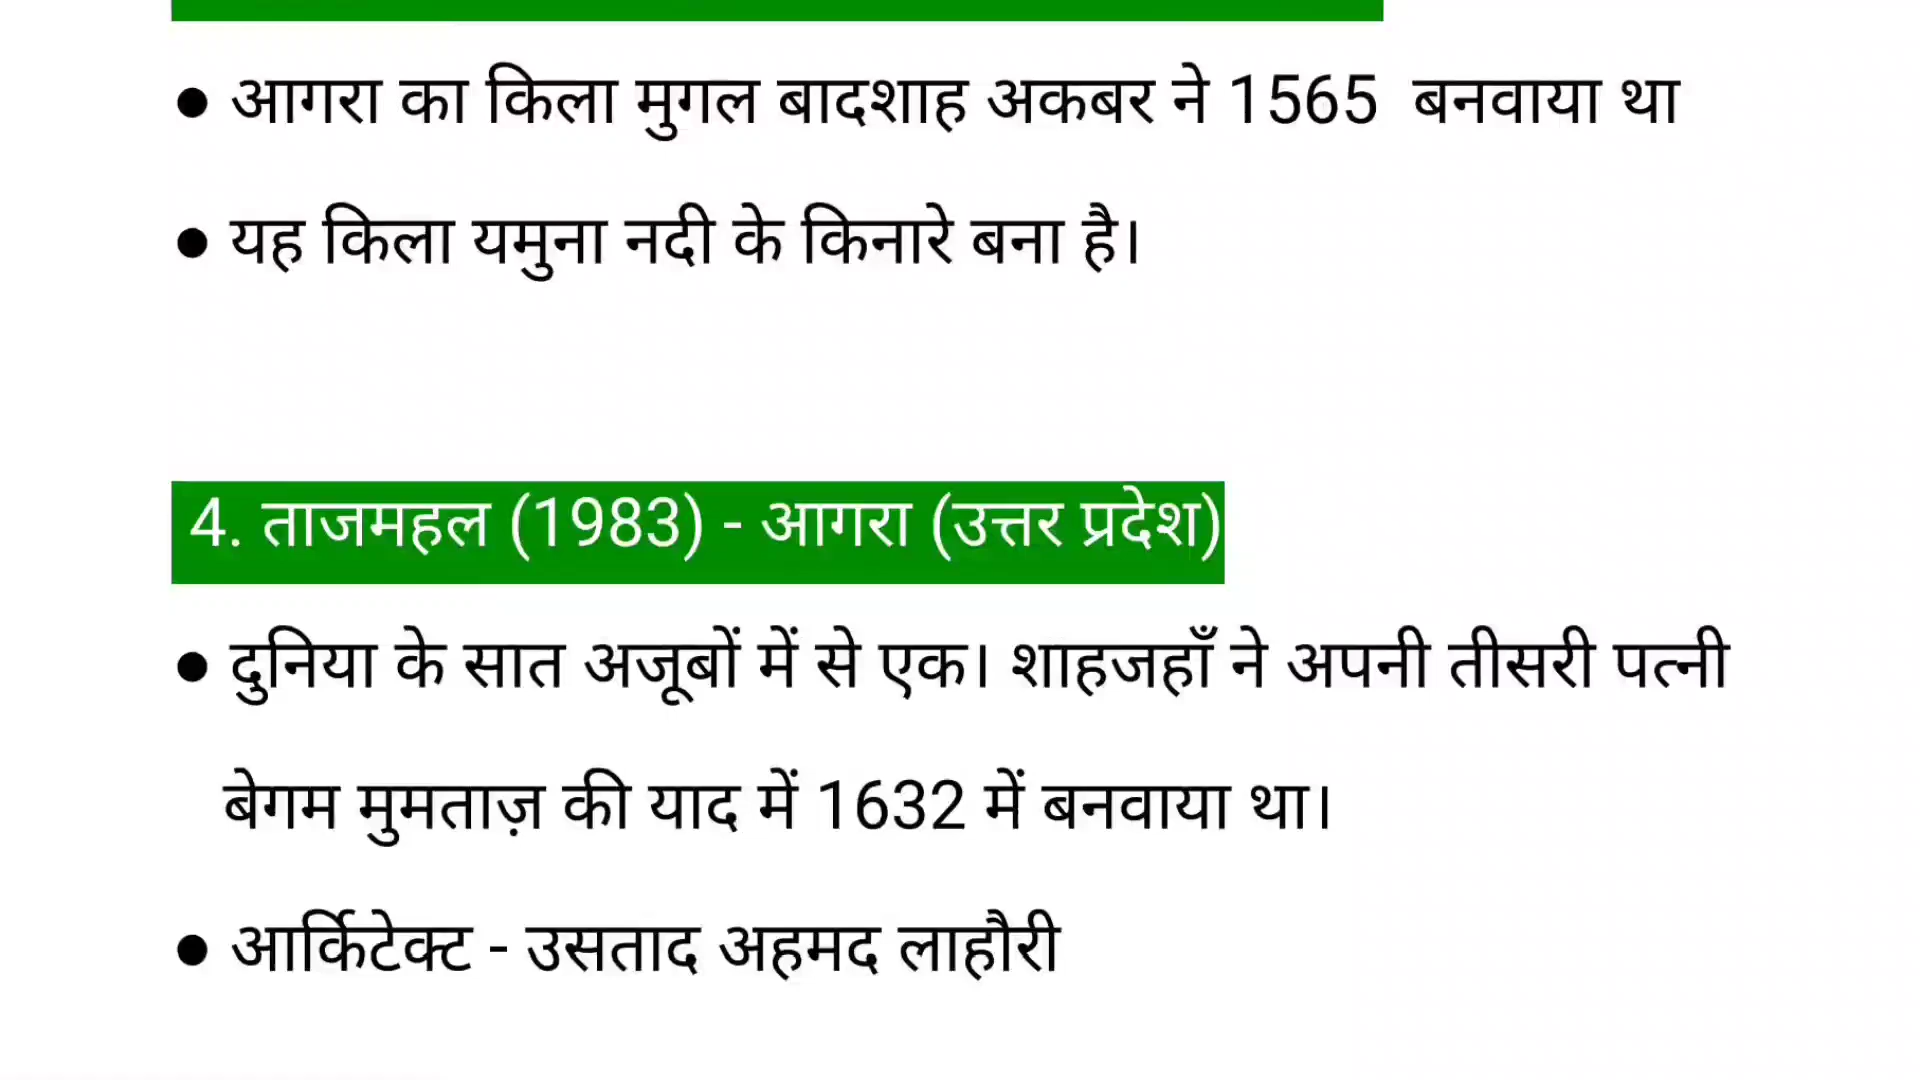 ● आगरा का किला मुगल बादशाह अकबर ने 1565 बनवाया था
● यह किला यमुना नदी के किनारे बना है।
4. ताजमहल (1983) - आगरा (उत्तर प्रदेश)
● दुनिया के सात अजूबों में से एक। शाहजहाँ ने अपनी तीसरी पत्नी
बेगम मुमताज़ की याद में 1632 में बनवाया था।
● आर्किटेक्ट - उसताद अहमद लाहौरी